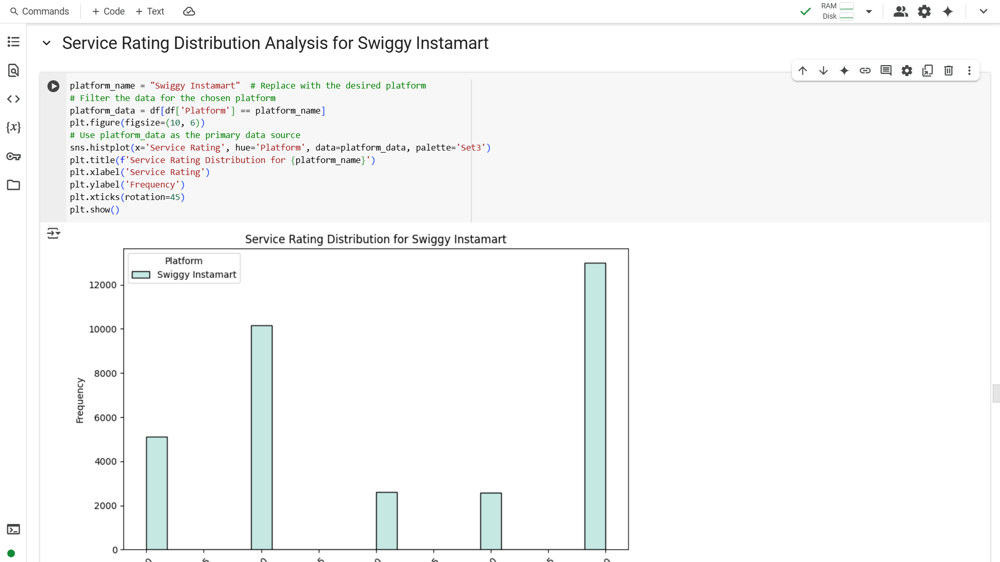 Commands
+ Code
+ Text
RAM
Disk
Service Rating Distribution Analysis for Swiggy Instamart
platform_name = "Swiggy Instamart"  # Replace with the desired platform
# Filter the data for the chosen platform
platform_data = df[df['Platform'] == platform_name]
plt.figure(figsize=(10, 6))
# Use platform_data as the primary data source
sns.histplot(x='Service Rating', hue='Platform', data=platform_data, palette='Set3')
plt.title(f'Service Rating Distribution for {platform_name}')
plt.xlabel('Service Rating')
plt.ylabel('Frequency')
plt.xticks(rotation=45)
plt.show()
{x}
Service Rating Distribution for Swiggy Instamart
Platform
Swiggy Instamart
12000
10000
8000
6000
4000
2000
0
Frequency